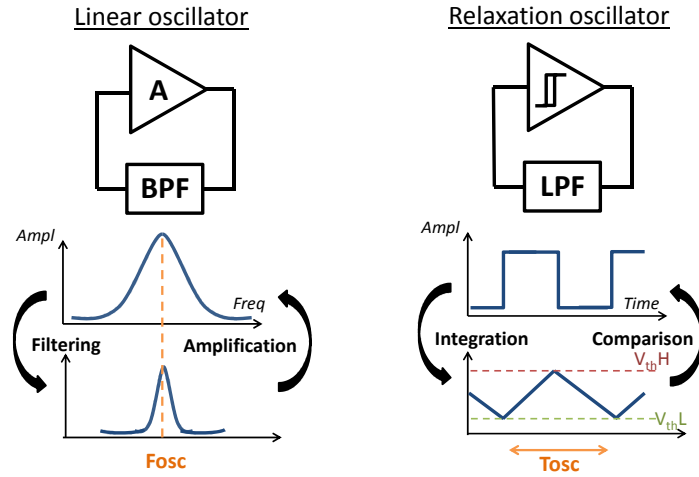 Linear oscillator
A
BPF
Ampl
Freq
Filtering
Amplification
Fosc
Relaxation oscillator
LPF
Ampl
Time
Integration
Comparison
VthH
VthL
Tosc